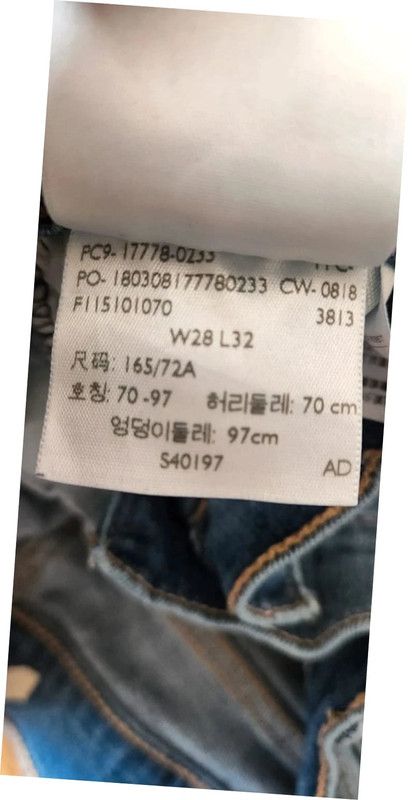 PC9- 17778-0233
PO- 180308177780233 CW- 0818
F115101070 3813
W28 L32
尺码: 165/72A
호칭: 70 -97 허리둘레: 70 cm
엉덩이둘레: 97cm
S40197 AD